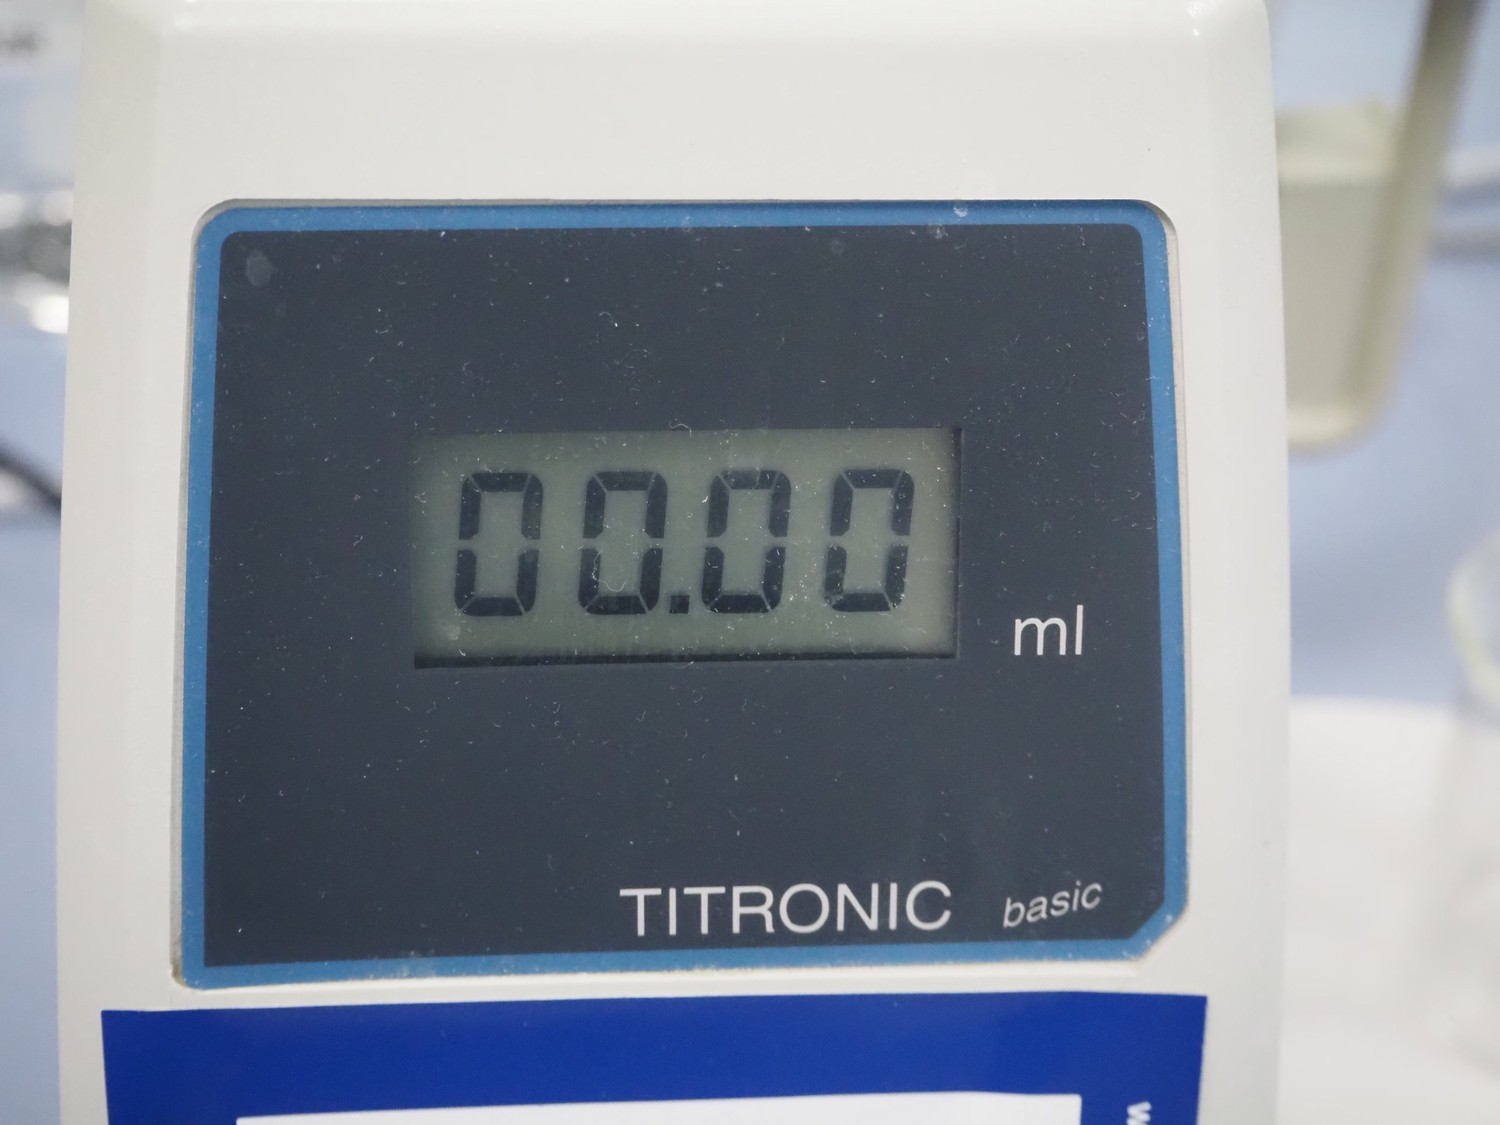 00.00
ml
TITRONIC basic
w